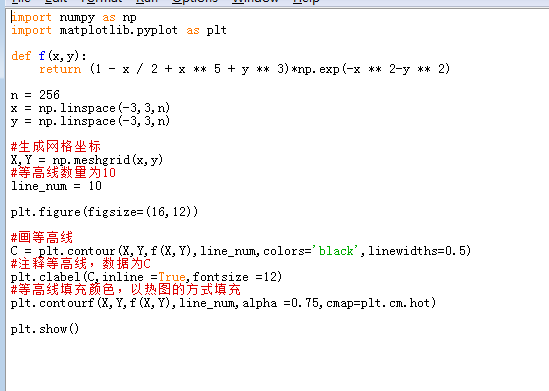 import numpy as np
import matplotlib.pyplot as plt
def f(x,y):
    return (1 - x / 2 + x ** 5 + y ** 3)*np.exp(-x ** 2-y ** 2)
n = 256
x = np.linspace(-3,3,n)
y = np.linspace(-3,3,n)
#生成网格坐标
X,Y = np.meshgrid(x,y)
#等高线数量为10
line_num = 10
plt.figure(figsize=(16,12))
#画等高线
C = plt.contour(X,Y,f(X,Y),line_num,colors='black',linewidths=0.5)
#注释等高线，数据为C
plt.clabel(C,inline =True,fontsize =12)
#等高线填充颜色，以热图的方式填充
plt.contourf(X,Y,f(X,Y),line_num,alpha =0.75,cmap=plt.cm.hot)
plt.show()